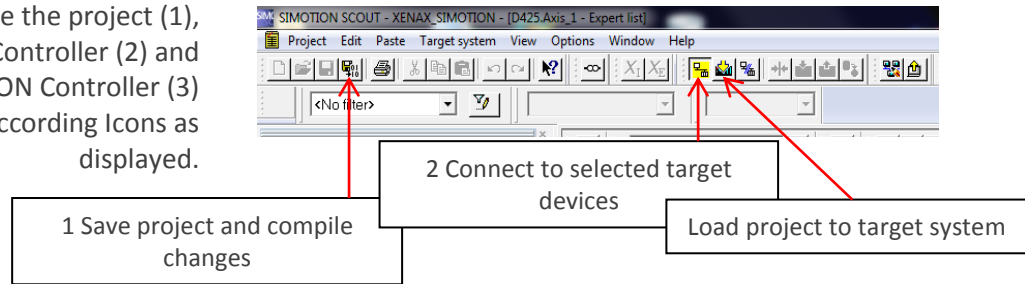 e the project (1),
Controller (2) and
ON Controller (3)
ccording Icons as
displayed.
SIMOTION SCOUT - XENAX_SIMOTION - [D425.Axis_1 - Expert list]
Project Edit Paste Target system View Options Window Help
<No filter>
2 Connect to selected target
devices
1 Save project and compile
changes
Load project to target system